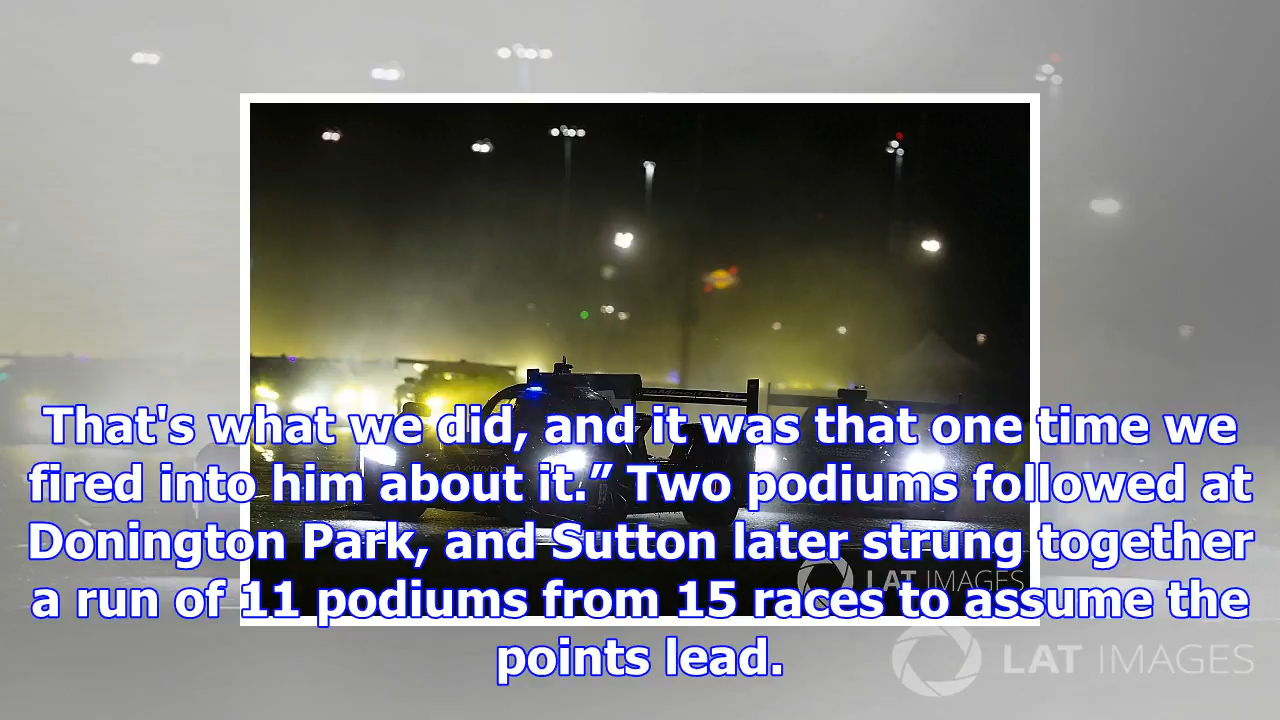 That's what we did, and it was that one time we
fired into him about it.” Two podiums followed at
Donington Park, and Sutton later strung together
a run of 11 podiums from 15 races to assume the
points lead.
LAT IMAGES
LAT IMAGES